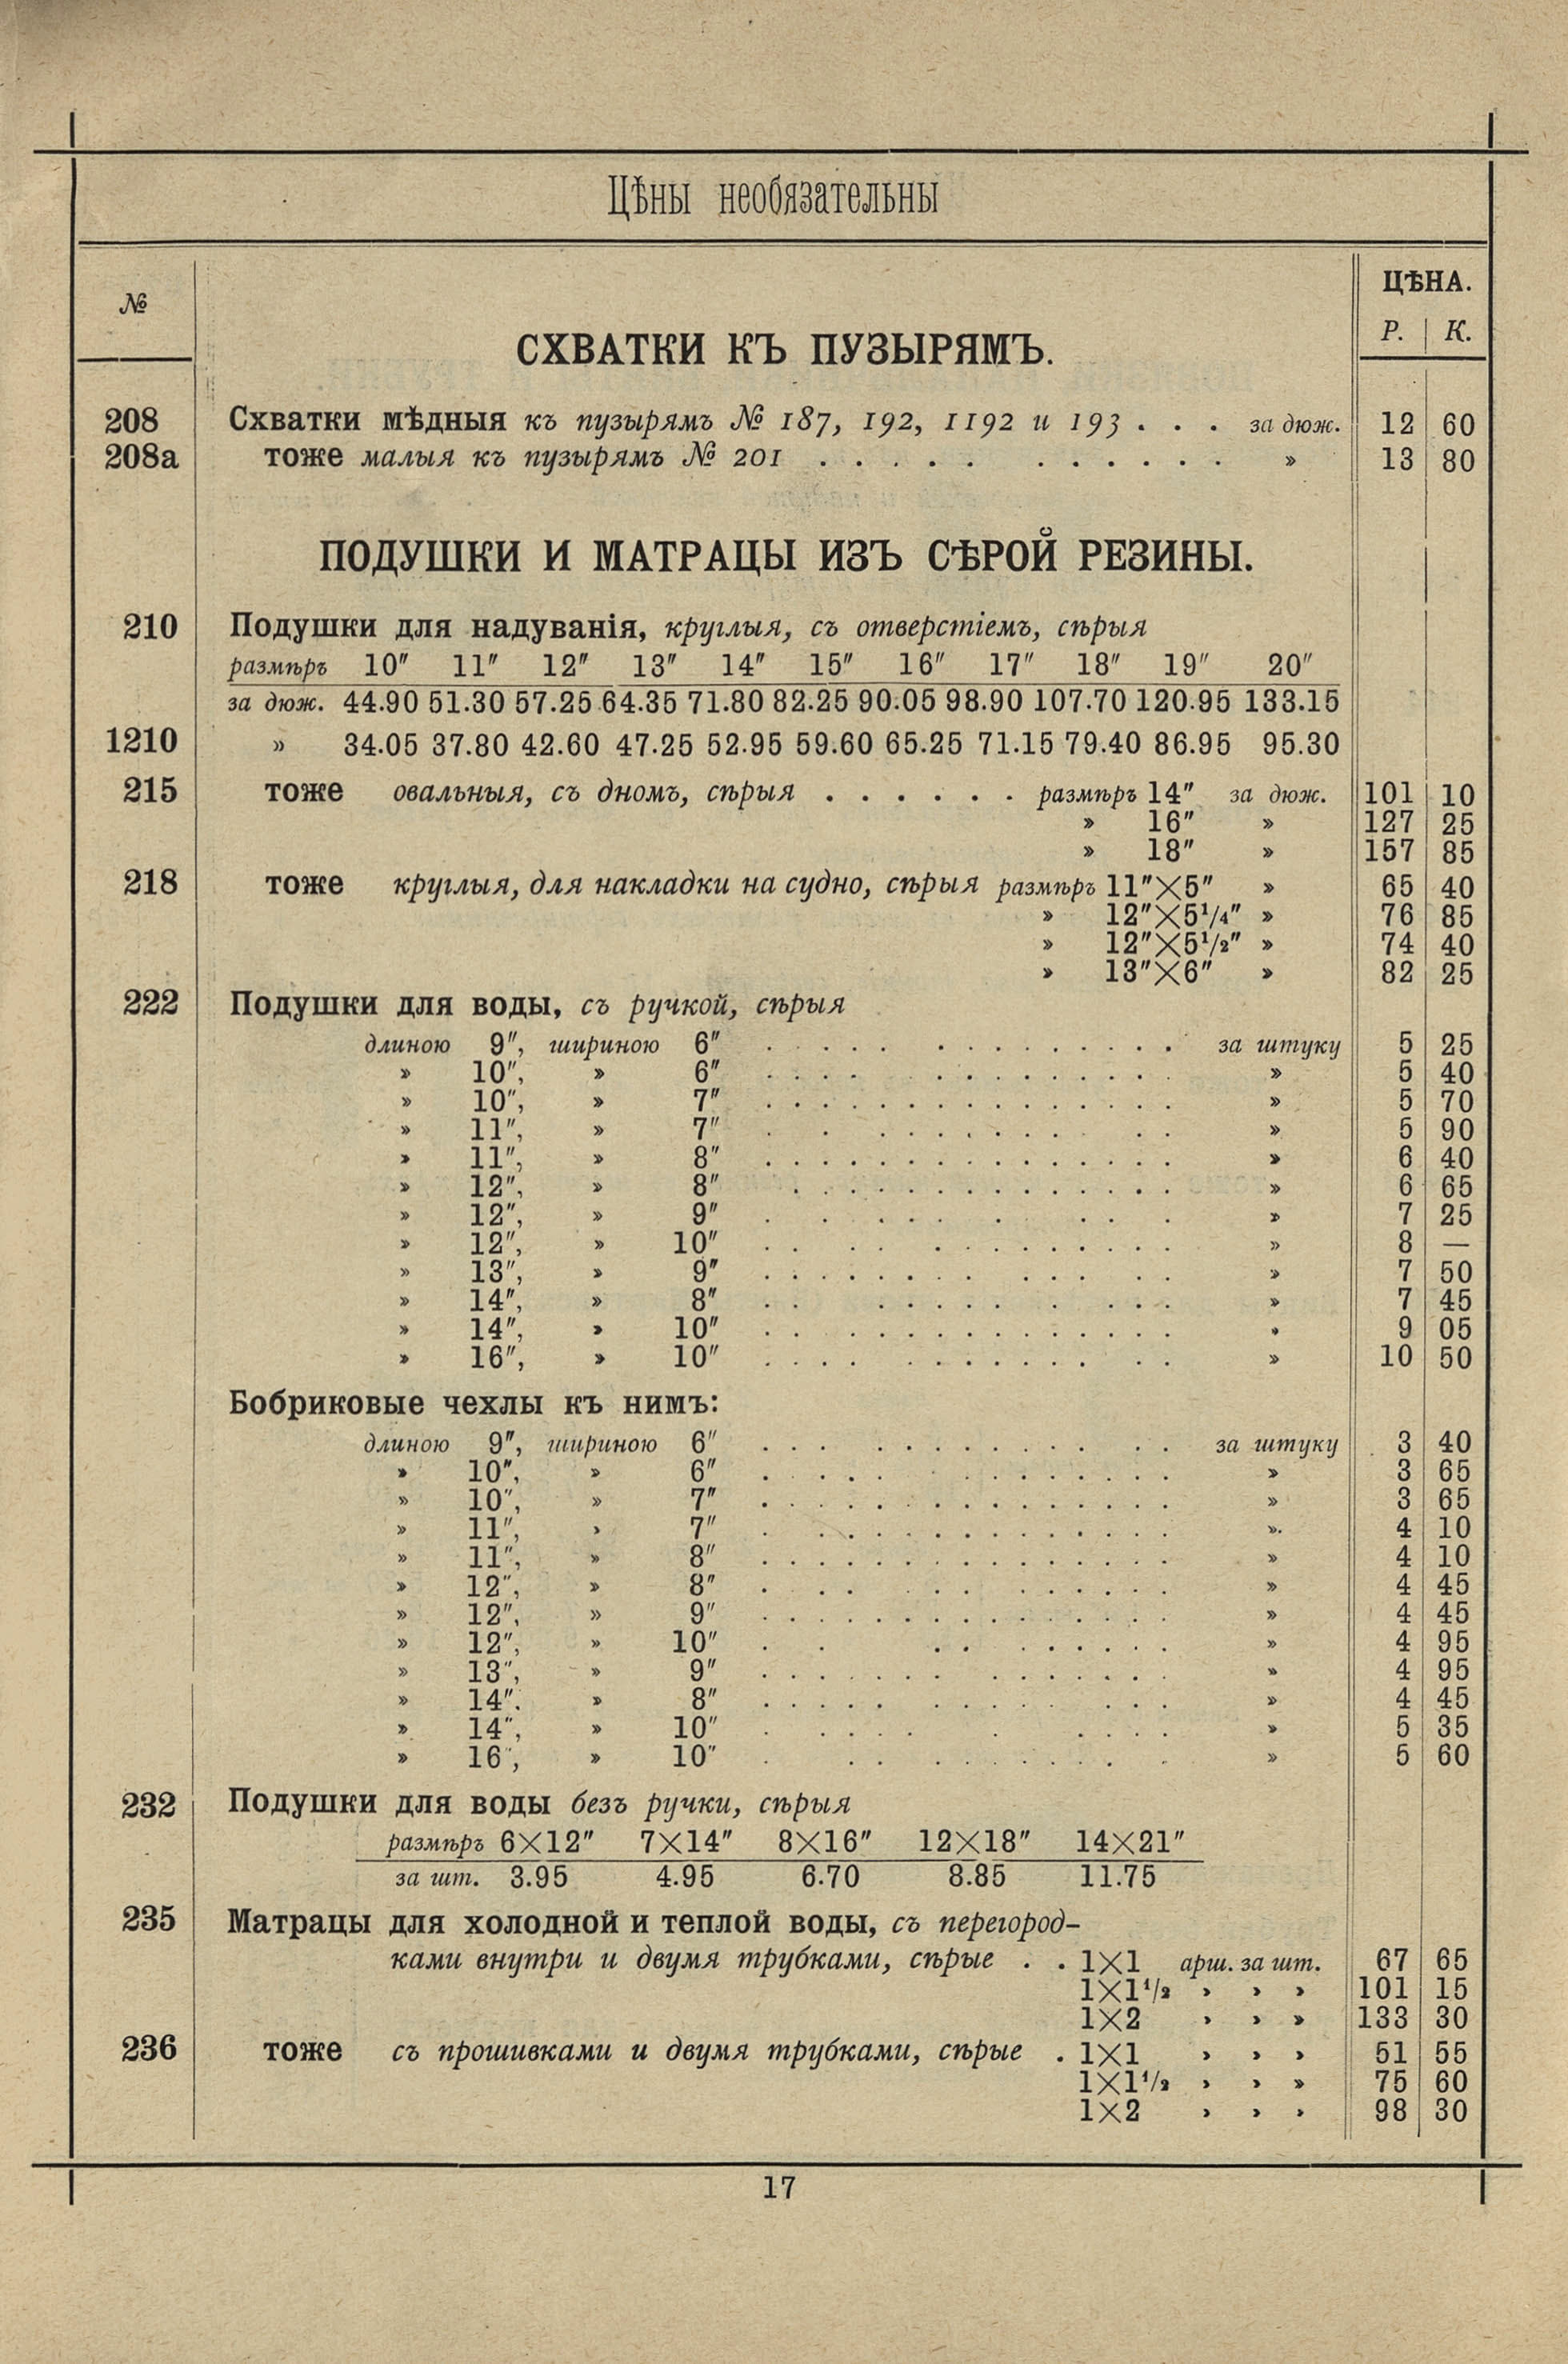 Цѣны необязательны
№ ЦѢНА.
Р. К.
СХВАТКИ КЪ ПУЗЫРЯМЪ.
208 Схватки мѣдныя къ пузырямъ № 187, 192, 1192 и 193 . . . за дюж. 12 60
208а тоже малыя къ пузырямъ № 201 . . . . . . . . . . . » 13 80
ПОДУШКИ И МАТРАЦЫ ИЗЪ СѢРОЙ РЕЗИНЫ.
210 Подушки для надуванія, круглыя, съ отверстіемъ, сѣрыя
размѣръ 10″ 11″ 12″ 13″ 14″ 15″ 16″ 17″ 18″ 19″ 20″
за дюж. 44.90 51.30 57.25 64.35 71.80 82.25 90.05 98.90 107.70 120.95 133.15
1210 » 34.05 37.80 42.60 47.25 52.95 59.60 65.25 71.15 79.40 86.95 95.30
215 тоже овальныя, съ дномъ, сѣрыя . . . . . . размѣръ 14″ за дюж. 101 10
» 16″ » 127 25
» 18″ » 157 85
218 тоже круглыя, для накладки на судно, сѣрыя размѣръ 11″×5″ » 65 40
» 12″×5¹/₄″ » 76 85
» 12″×5¹/₂″ » 74 40
» 13″×6″ » 82 25
222 Подушки для воды, съ ручкой, сѣрыя
длиною 9″, шириною 6″ . . . . . . . . . . . . . . за штуку 5 25
» 10″, » 6″ . . . . . . . . . . . . . » 5 40
» 10″, » 7″ . . . . . . . . . . . . . . . » 5 70
» 11″, » 7″ . . . . . . . . . . . » 5 90
» 11″, » 8″ . . . . . . . . . . . . . . . » 6 40
» 12″, » 8″ . . . . . . . . . . . . . . » 6 65
» 12″, » 9″ . . . . . . . . . . » 7 25
» 12″, » 10″ . . . . . . . . . . . . . » 8 —
» 13″, » 9″ . . . . . . . . . . . . . » 7 50
» 14″, » 8″ . . . . . . . . . . . » 7 45
» 14″, » 10″ . . . . . . . . . . . . . . » 9 05
» 16″, » 10″ . . . . . . . . . . . . . » 10 50
Бобриковые чехлы къ нимъ:
длиною 9″, шириною 6″ . . . . . . . . . . . . . за штуку 3 40
» 10″, » 6″ . . . . . . . . . . . . . » 3 65
» 10″, » 7″ . . . . . . . . . . . . . . . » 3 65
» 11″, › 7″ . . . . . . . . . . . . . . ». 4 10
» 11″, » 8″ . . . . . . . . . . . . . . . » 4 10
» 12″, » 8″ . . . . . . . . . . . » 4 45
» 12″, » 9″ . . . . . . . . . . . . . . . » 4 45
» 12″, » 10″ . . . . . . . . . . » 4 95
» 13″, » 9″ . . . . . . . . . . . . . . » 4 95
» 14″. » 8″ . . . . . . . . . . . . . » 4 45
» 14″, » 10″ . . . . . . . . . . » 5 35
» 16″, » 10″ . . . . . . . . . . . » 5 60
232 Подушки для воды безъ ручки, сѣрыя
размѣръ 6×12″ 7×14″ 8×16″ 12×18″ 14×21″
за шт. 3.95 4.95 6.70 8.85 11.75
235 Матрацы для холодной и теплой воды, съ перегород-
ками внутри и двумя трубками, сѣрые . . 1×1 арш. за шт. 67 65
1×1¹/₂ › › › 101 15
1×2 › › » 133 30
236 тоже съ прошивками и двумя трубками, сѣрые . 1×1 › › › 51 55
1×1¹/₂ › › » 75 60
1×2 › › › 98 30
17